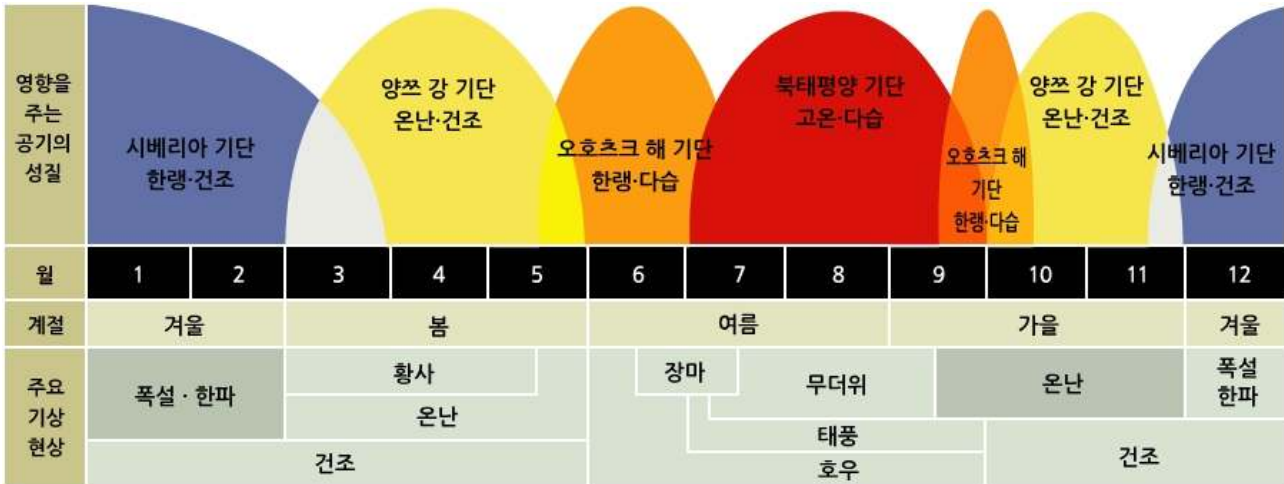 영향을
주는
공기의
성질
시베리아 기단
한랭·건조
양쯔 강 기단
온난·건조
오호츠크 해 기단
한랭·다습
북태평양 기단
고온·다습
오호츠크 해
기단
한랭·다습
양쯔 강 기단
온난·건조
시베리아 기단
한랭·건조
월 1 2 3 4 5 6 7 8 9 10 11 12
계절 겨울 봄 여름 가을 겨울
주요
기상
현상
폭설·한파
황사
온난
건조
장마
무더위
태풍
호우
온난
건조
폭설
한파